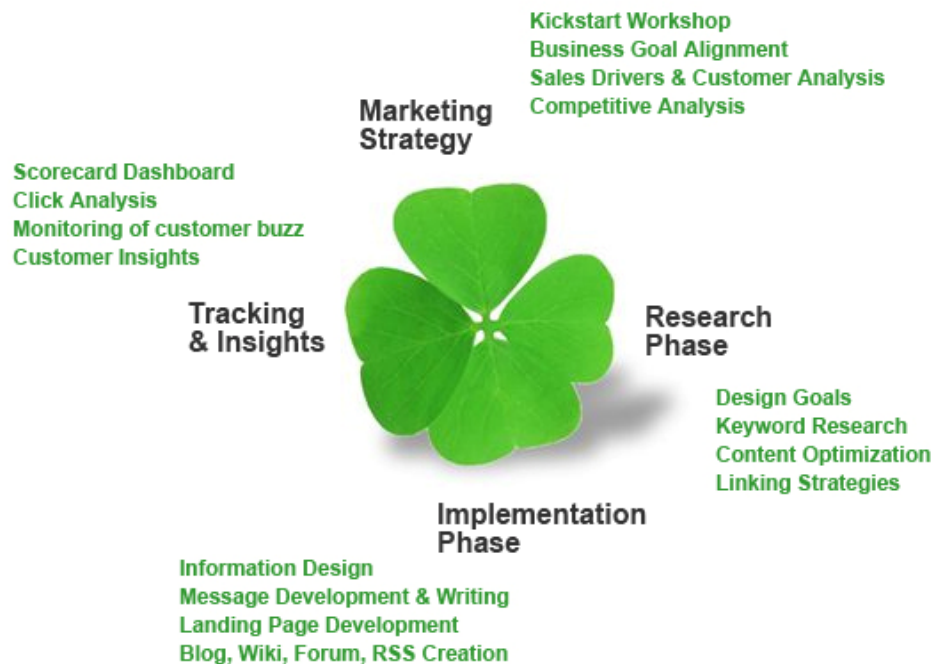 Kickstart Workshop
Business Goal Alignment
Sales Drivers & Customer Analysis
Competitive Analysis
Marketing
Strategy
Scorecard Dashboard
Click Analysis
Monitoring of customer buzz
Customer Insights
Tracking
& Insights
Research
Phase
Design Goals
Keyword Research
Content Optimization
Linking Strategies
Implementation
Phase
Information Design
Message Development & Writing
Landing Page Development
Blog, Wiki, Forum, RSS Creation